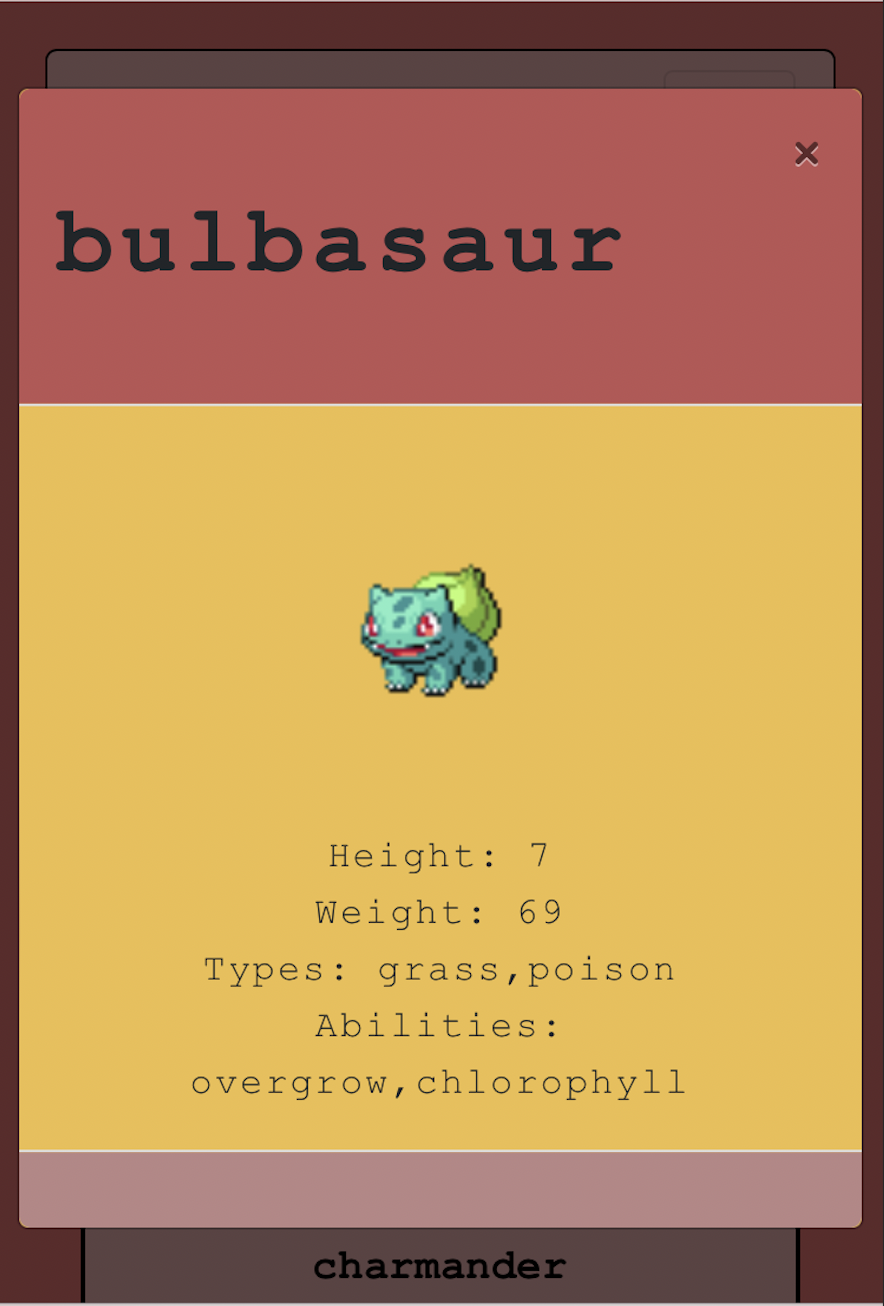 bulbasaur
Height: 7
Weight: 69
Types: grass,poison
Abilities:
overgrow,chlorophyll
charmander